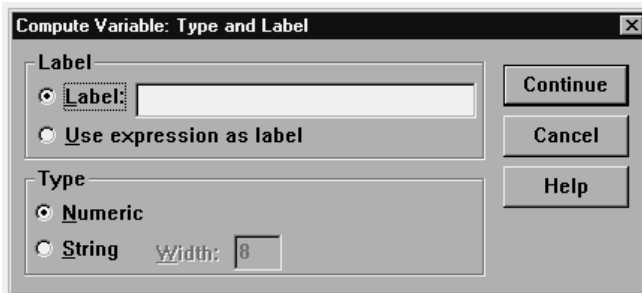 Compute Variable: Type and Label
Label
Label:
Use expression as label
Type
Numeric
String Width: 8
Continue
Cancel
Help